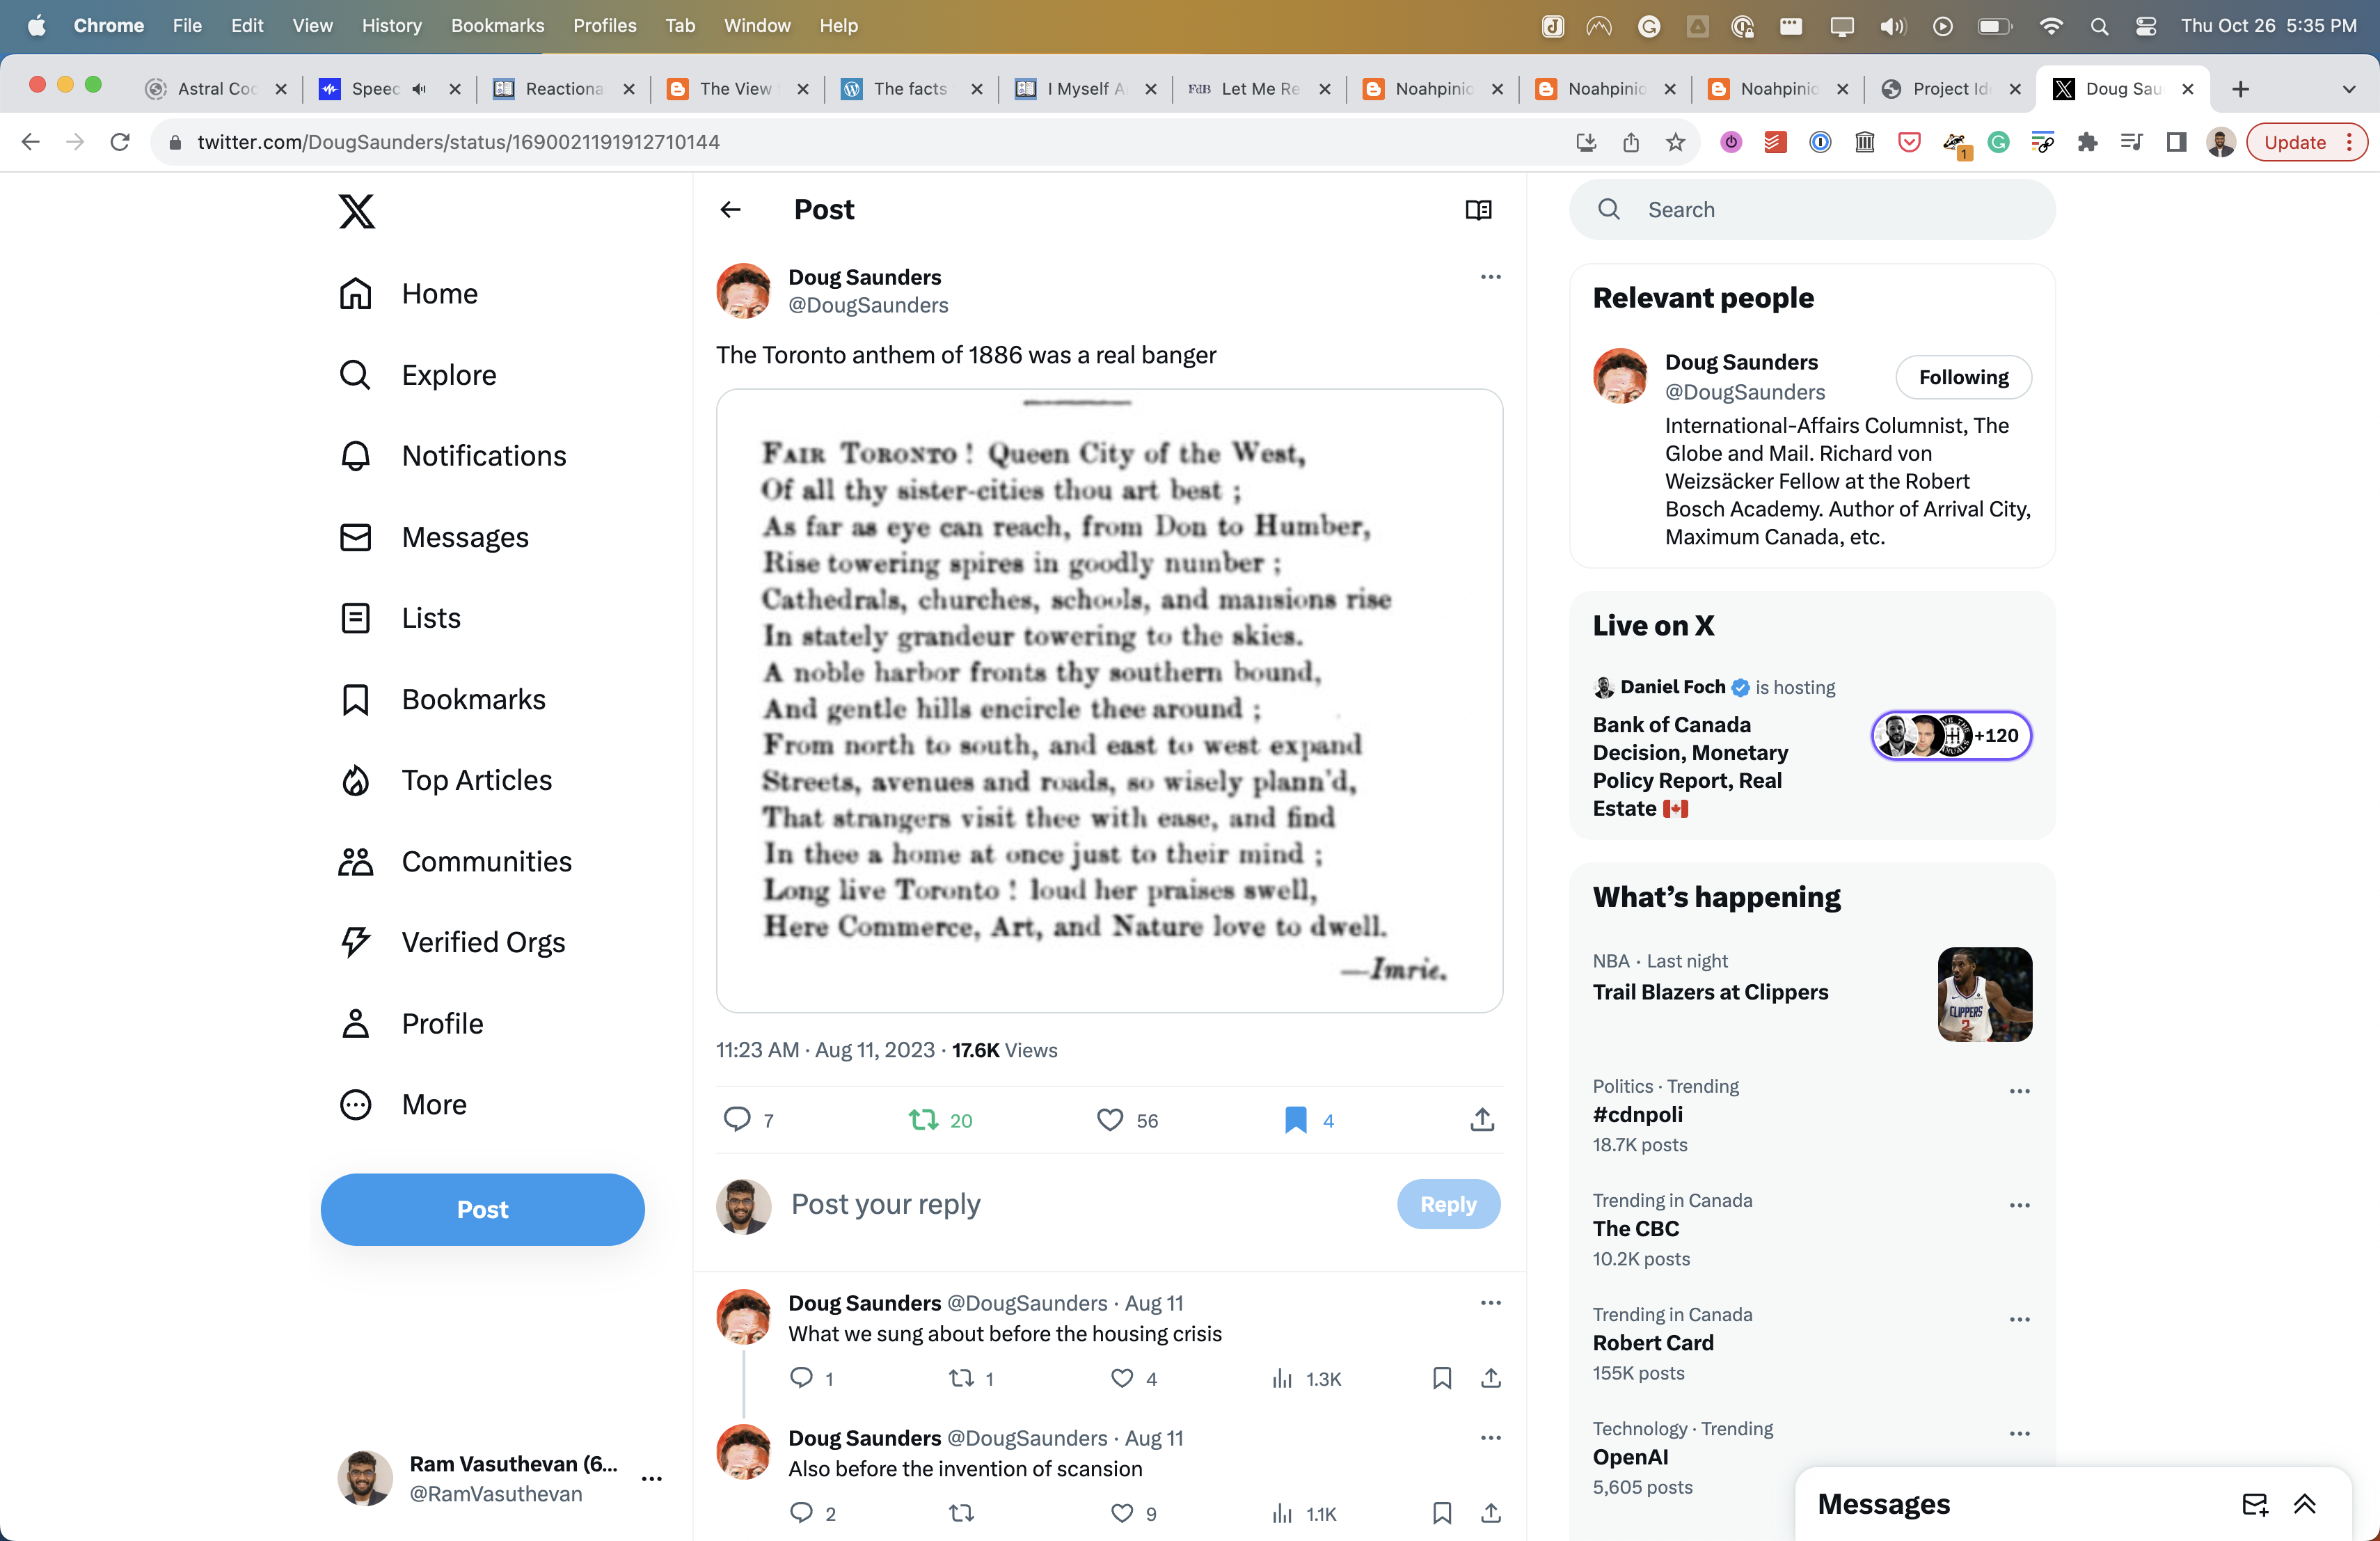 Chrome File Edit View History Bookmarks Profiles Tab Window Help Thu Oct 26 5:35 PM
Astral Co Speec Reactiona The View The facts I Myself A FdB Let Me Re Noahpinio Noahpinio Noahpinio Project Id Doug Sau
twitter.com/DougSaunders/status/1690021191912710144 1 Update
Home
Explore
Notifications
Messages
Lists
Bookmarks
Top Articles
Communities
Verified Orgs
Profile
More
Post
Ram Vasuthevan (6...
@RamVasuthevan
Post
Doug Saunders
@DougSaunders
The Toronto anthem of 1886 was a real banger
FAIR TORONTO ! Queen City of the West,
Of all thy sister-cities thou art best ;
As far as eye can reach, from Don to Humber,
Rise towering spires in goodly number ;
Cathedrals, churches, schools, and mansions rise
In stately grandeur towering to the skies.
A noble harbor fronts thy southern bound,
And gentle hills encircle thee around ;
From north to south, and east to west expand
Streets, avenues and roads, so wisely plann'd,
That strangers visit thee with ease, and find
In thee a home at once just to their mind ;
Long live Toronto ! loud her praises swell,
Here Commerce, Art, and Nature love to dwell.
—Imrie.
11:23 AM · Aug 11, 2023 · 17.6K Views
7 20 56 4
Post your reply Reply
Doug Saunders @DougSaunders · Aug 11
What we sung about before the housing crisis
1 1 4 1.3K
Doug Saunders @DougSaunders · Aug 11
Also before the invention of scansion
2 9 1.1K
Search
Relevant people
Doug Saunders
@DougSaunders
Following
International-Affairs Columnist, The
Globe and Mail. Richard von
Weizsäcker Fellow at the Robert
Bosch Academy. Author of Arrival City,
Maximum Canada, etc.
Live on X
Daniel Foch is hosting
Bank of Canada
Decision, Monetary
Policy Report, Real
Estate
+120
What's happening
NBA · Last night
Trail Blazers at Clippers
CLIPPERS
2
Politics · Trending
#cdnpoli
18.7K posts
Trending in Canada
The CBC
10.2K posts
Trending in Canada
Robert Card
155K posts
Technology · Trending
OpenAI
5,605 posts
Messages